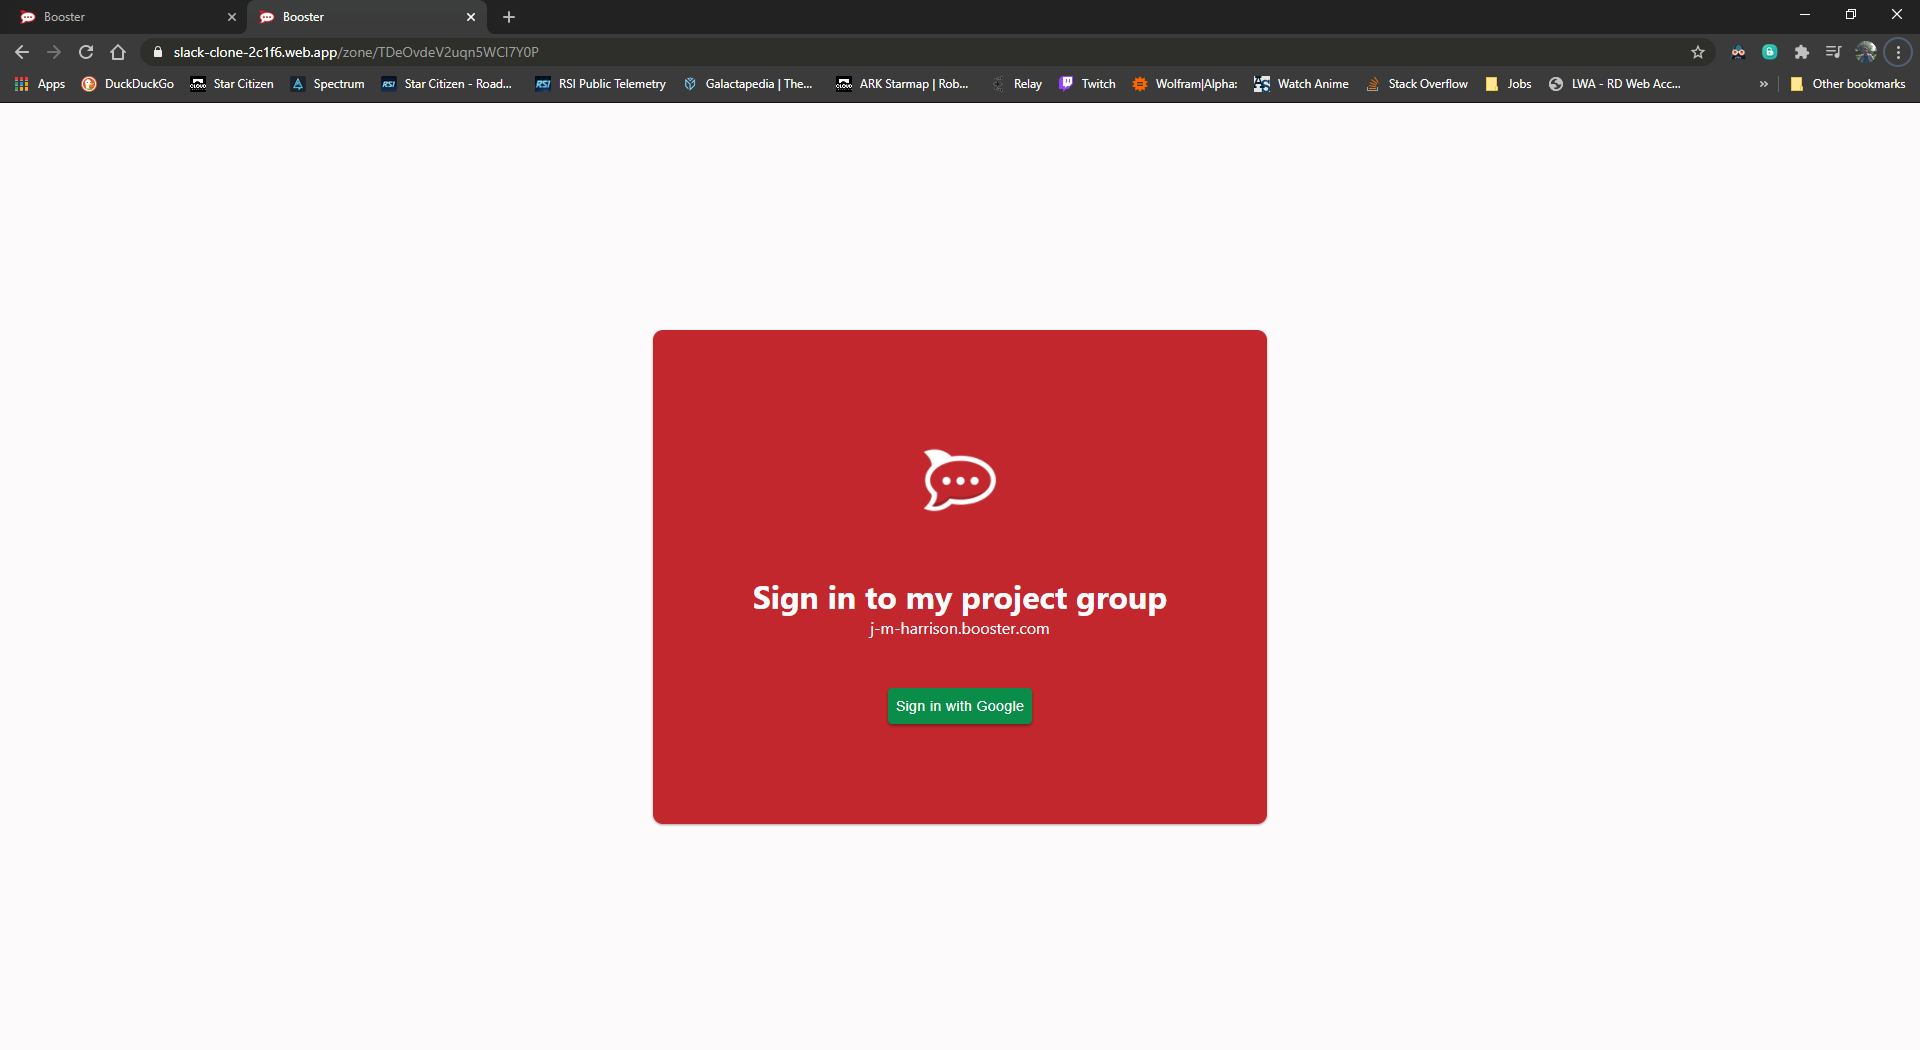 Booster
Booster
slack-clone-2c1f6.web.app/zone/TDeOvdeV2uqn5WCl7Y0P
Apps DuckDuckGo Star Citizen Spectrum Star Citizen - Road... RSI Public Telemetry Galactapedia | The... ARK Starmap | Rob... Relay Twitch Wolfram|Alpha: Watch Anime Stack Overflow Jobs LWA - RD Web Acc... » Other bookmarks
Sign in to my project group
j-m-harrison.booster.com
Sign in with Google